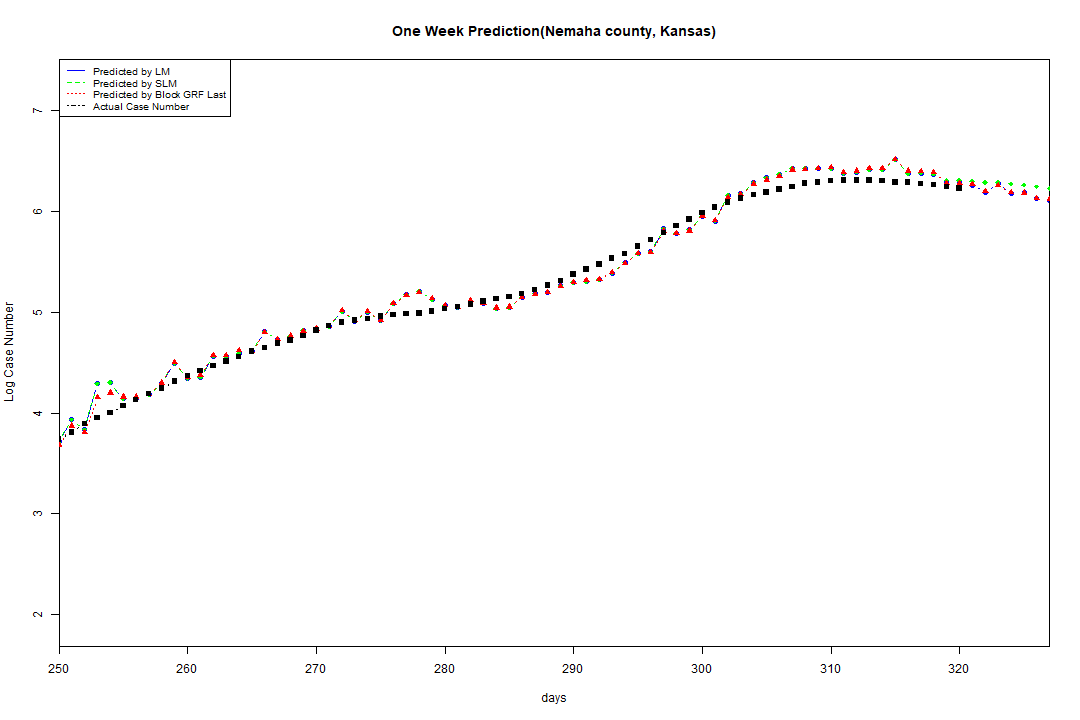 One Week Prediction(Nemaha county, Kansas)
Predicted by LM
Predicted by SLM
Predicted by Block GRF Last
Actual Case Number
7
6
5
4
3
2
Log Case Number
250 260 270 280 290 300 310 320
days